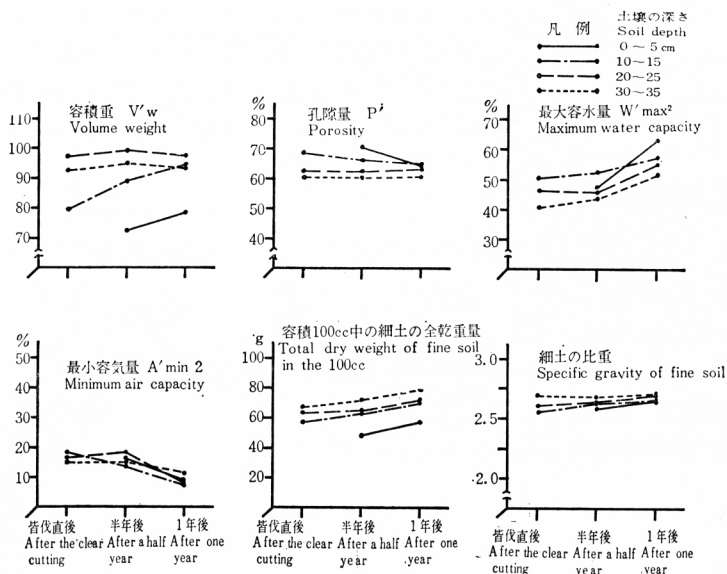 凡 例
土壌の深さ
Soil depth
0～5cm
10～15
20～25
30～35
容積重 V'w
Volume weight
110
100
90
80
70
%
孔隙量 P
Porosity
80
70
60
50
40
%
最大容水量 W'max²
Maximum water capacity
70
60
50
40
30
%
最小容気量 A'min 2
Minimum air capacity
50
40
30
20
10
皆伐直後 半年後 1年後
After the clear After a half After one
cutting year year
g
容積100cc中の細土の全乾重量
Total dry weight of fine soil
in the 100cc
100
80
60
40
20
皆伐直後 半年後 1年後
After the clear After a half After one
cutting year year
細土の比重
Specific gravity of fine soil
3.0
2.5
2.0
皆伐直後 半年後 1年後
After the clear After a half After one
cutting year year